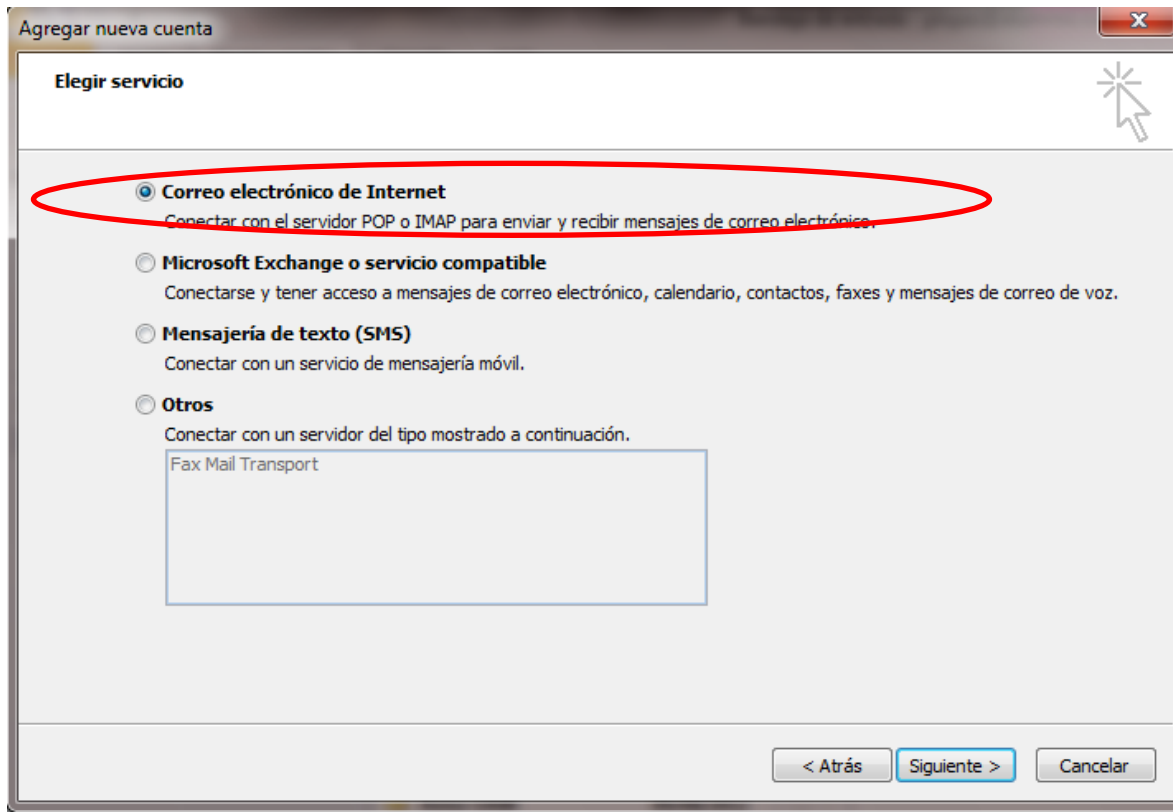 Agregar nueva cuenta
Elegir servicio
Correo electrónico de Internet
Conectar con el servidor POP o IMAP para enviar y recibir mensajes de correo electrónico.
Microsoft Exchange o servicio compatible
Conectarse y tener acceso a mensajes de correo electrónico, calendario, contactos, faxes y mensajes de correo de voz.
Mensajería de texto (SMS)
Conectar con un servicio de mensajería móvil.
Otros
Conectar con un servidor del tipo mostrado a continuación.
Fax Mail Transport
< Atrás Siguiente > Cancelar